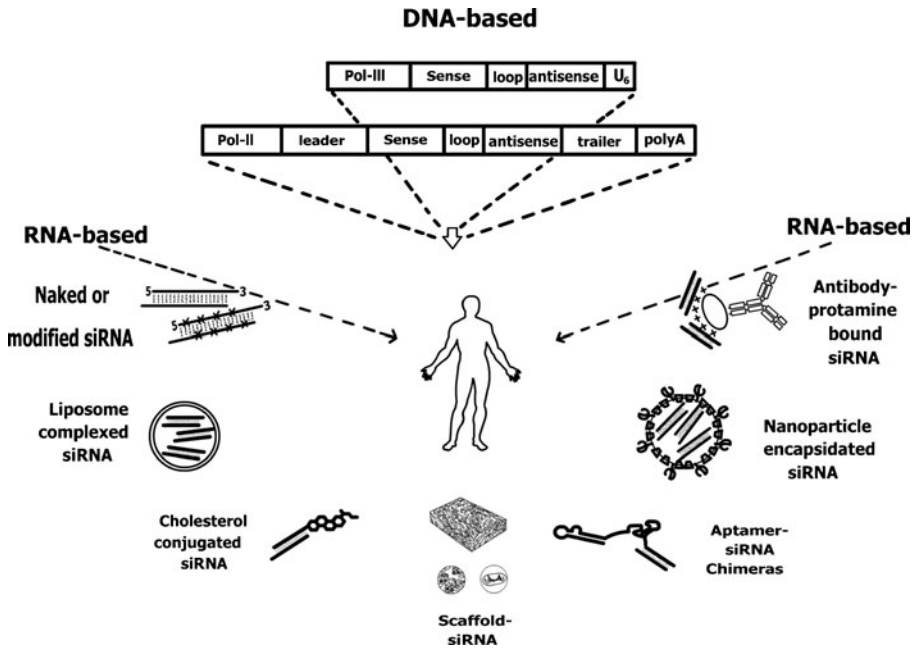 DNA-based
Pol-III Sense loop antisense U6
Pol-II leader Sense loop antisense trailer polyA
RNA-based
RNA-based
Naked or
modified siRNA
5 3
5 3
Antibody-
protamine
bound
siRNA
Liposome
complexed
siRNA
Nanoparticle
encapsidated
siRNA
Cholesterol
conjugated
siRNA
Aptamer-
siRNA
Chimeras
Scaffold-
siRNA